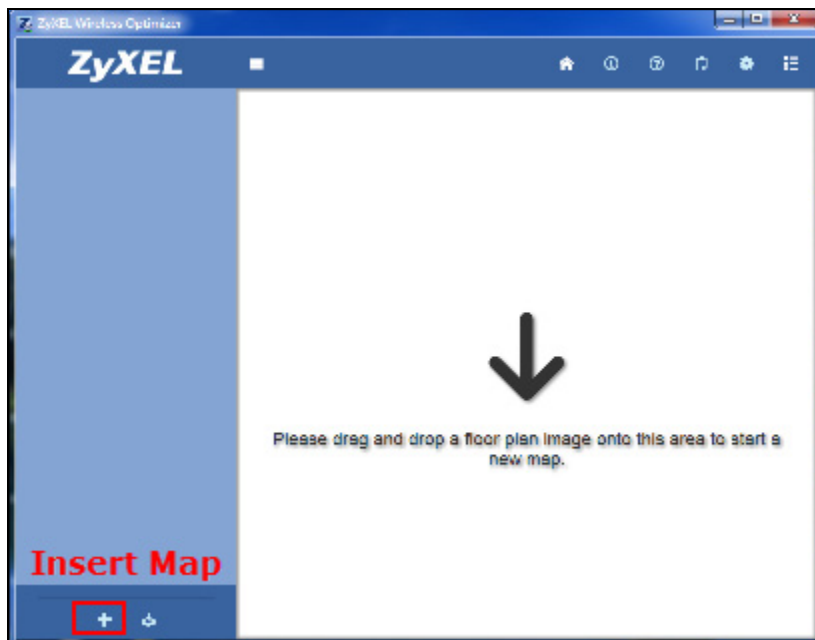 ZyXEL Wireless Optimizer
ZyXEL
Please drag and drop a floor plan image onto this area to start a
new map.
Insert Map